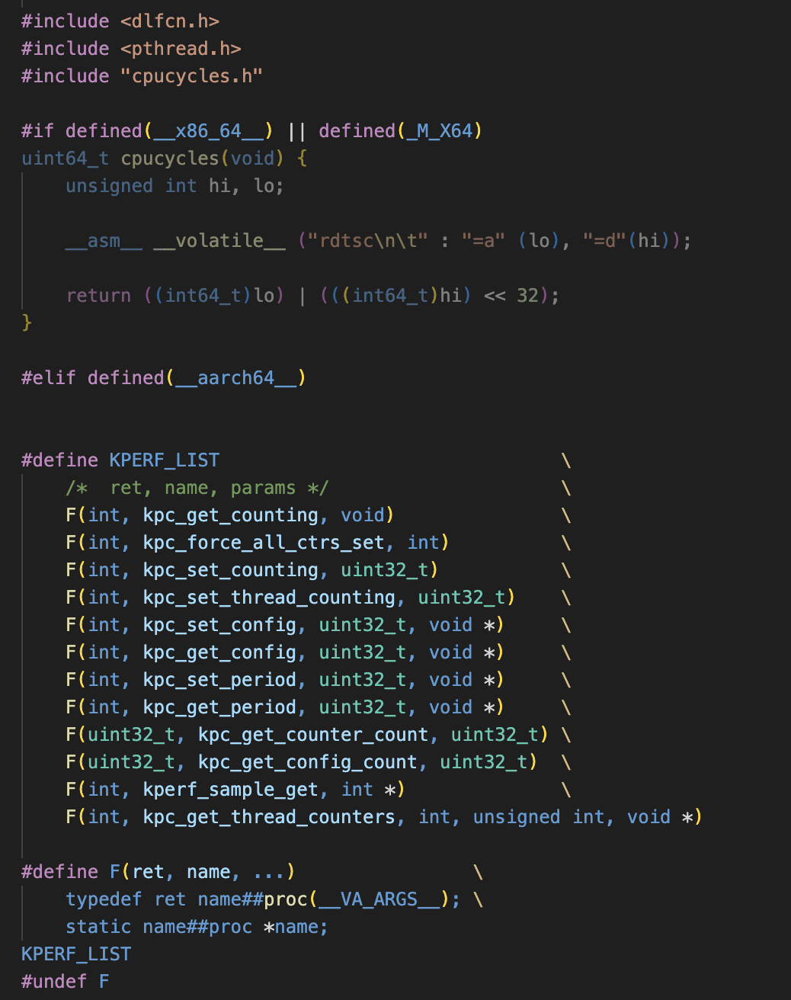 #include <dlfcn.h>
#include <pthread.h>
#include "cpucycles.h"
#if defined(__x86_64__) || defined(_M_X64)
uint64_t cpucycles(void) {
    unsigned int hi, lo;
    __asm__ __volatile__ ("rdtsc\n\t" : "=a" (lo), "=d"(hi));
    return ((int64_t)lo) | (((int64_t)hi) << 32);
}
#elif defined(__aarch64__)
#define KPERF_LIST                               \
    /*  ret, name, params */                     \
    F(int, kpc_get_counting, void)               \
    F(int, kpc_force_all_ctrs_set, int)          \
    F(int, kpc_set_counting, uint32_t)           \
    F(int, kpc_set_thread_counting, uint32_t)    \
    F(int, kpc_set_config, uint32_t, void *)     \
    F(int, kpc_get_config, uint32_t, void *)     \
    F(int, kpc_set_period, uint32_t, void *)     \
    F(int, kpc_get_period, uint32_t, void *)     \
    F(uint32_t, kpc_get_counter_count, uint32_t) \
    F(uint32_t, kpc_get_config_count, uint32_t)  \
    F(int, kperf_sample_get, int *)              \
    F(int, kpc_get_thread_counters, int, unsigned int, void *)
#define F(ret, name, ...)                \
    typedef ret name##proc(__VA_ARGS__); \
    static name##proc *name;
KPERF_LIST
#undef F